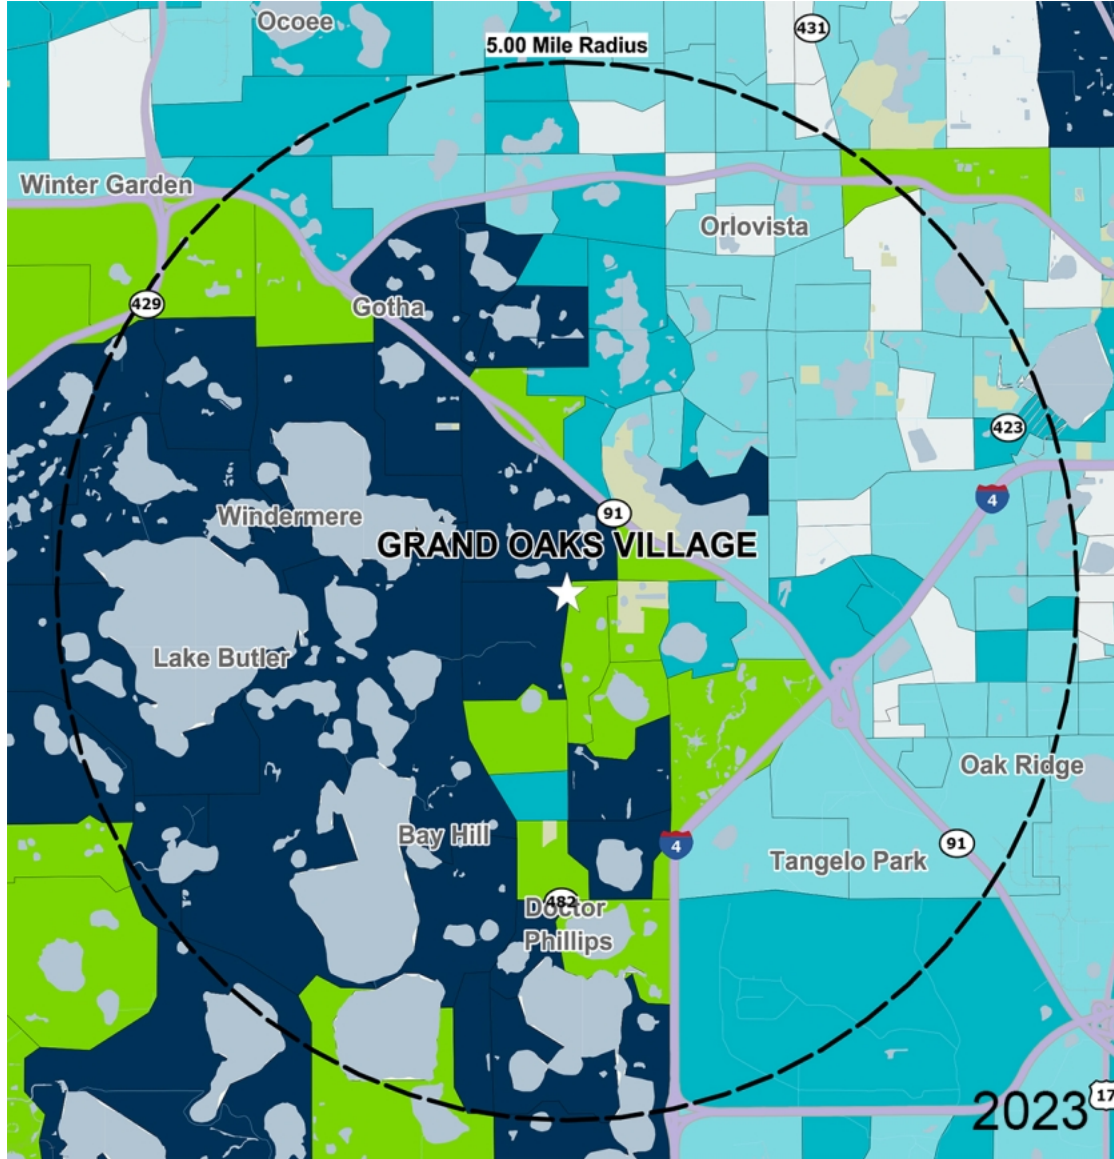 Ocoee
431
5.00 Mile Radius
Winter Garden
Orlovista
429
Gotha
423
4
Windermere
91
GRAND OAKS VILLAGE
Lake Butler
Oak Ridge
Bay Hill
4
91
Tangelo Park
482
Doctor
Phillips
2023
17